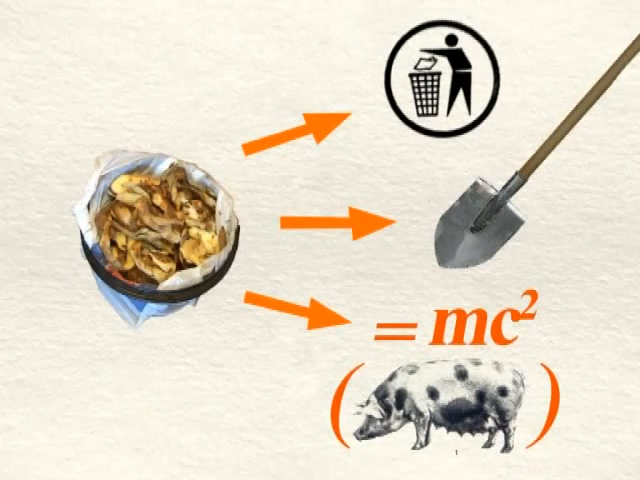 = mc²
( )